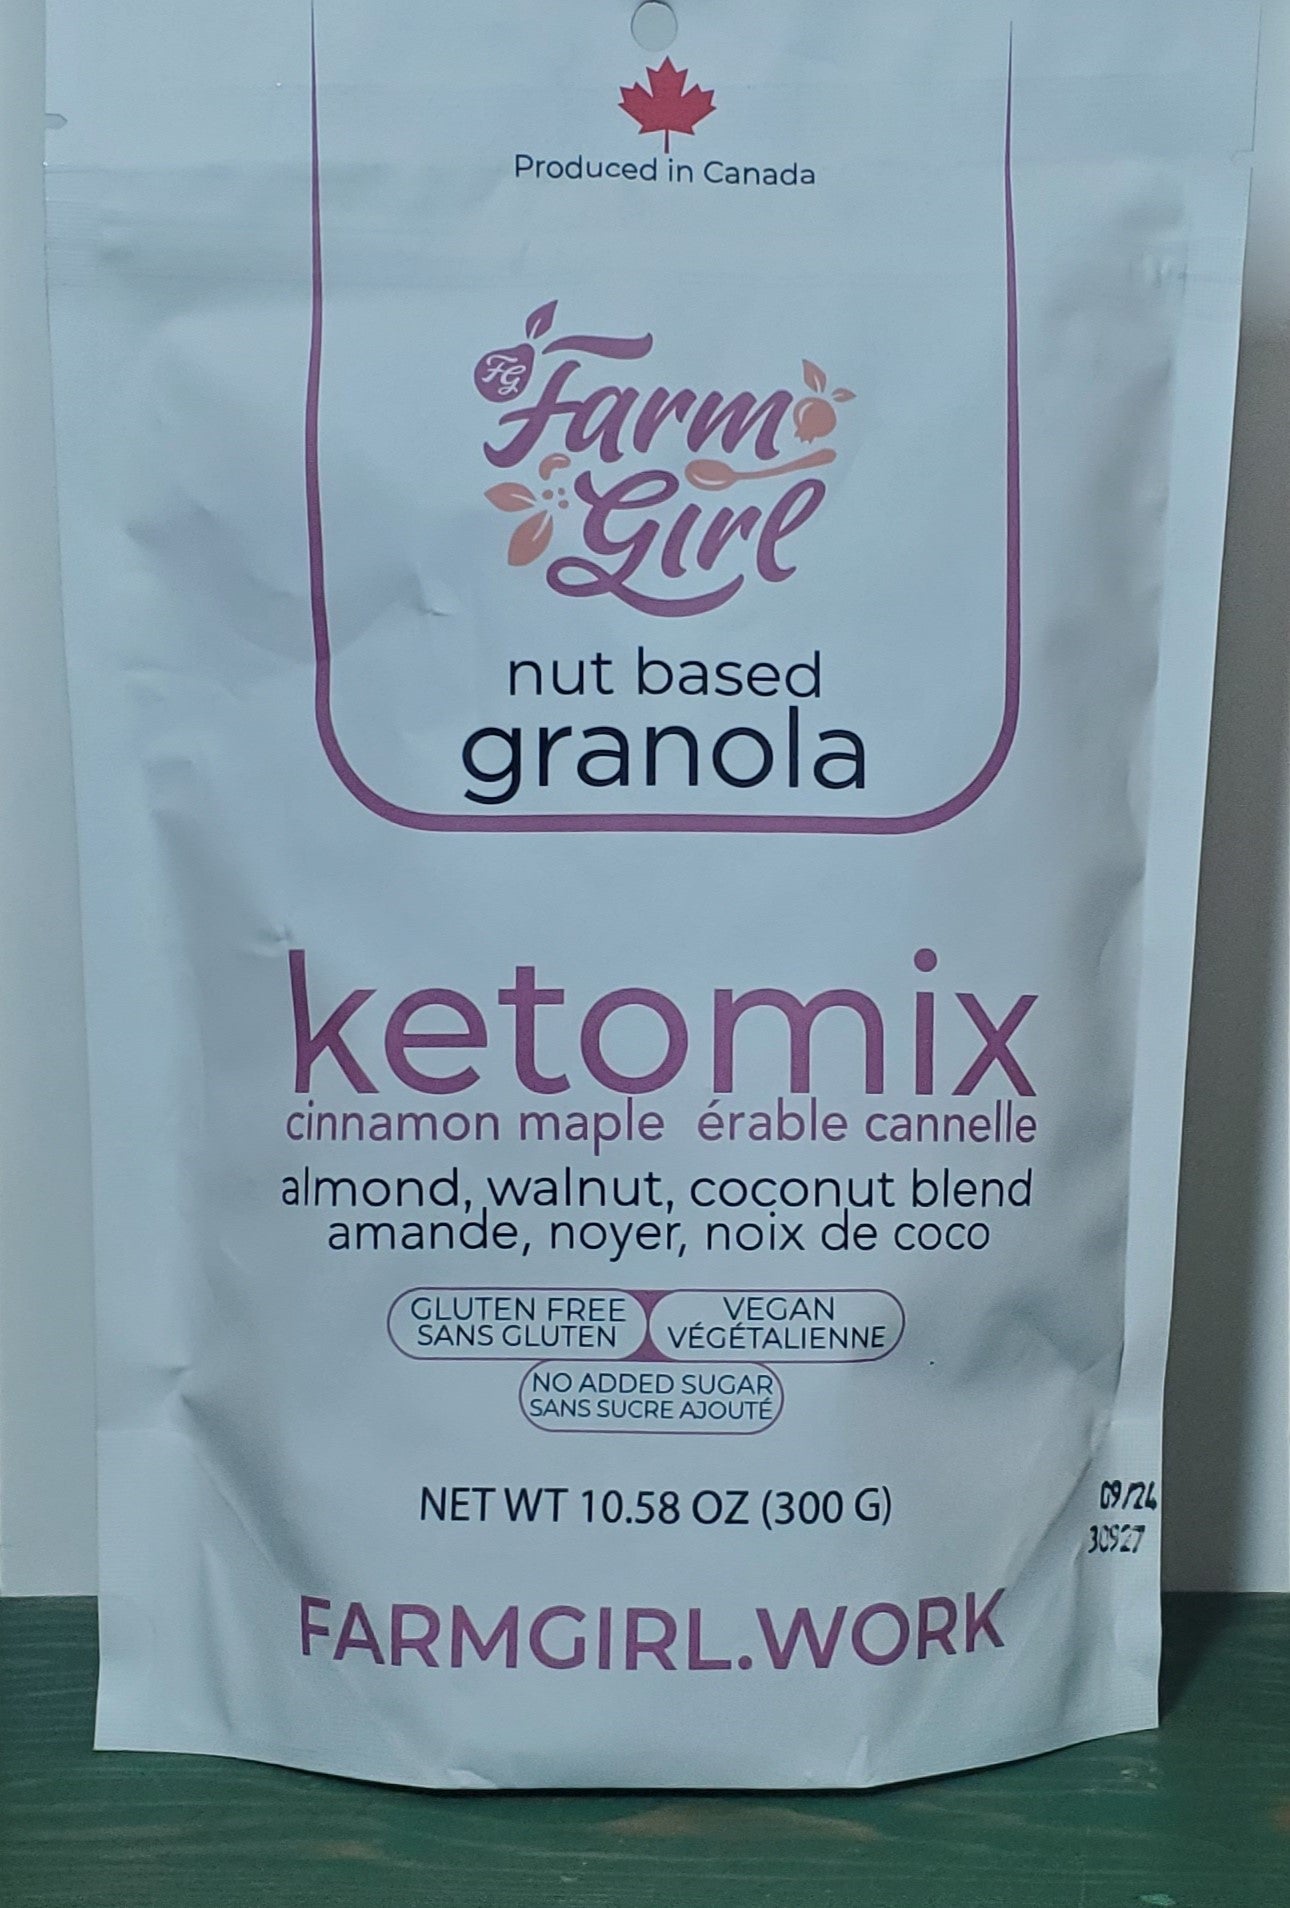 Produced in Canada
FG
Farm
Girl
nut based
granola
ketomix
cinnamon maple érable cannelle
almond, walnut, coconut blend
amande, noyer, noix de coco
GLUTEN FREE
SANS GLUTEN
VEGAN
VÉGÉTALIENNE
NO ADDED SUGAR
SANS SUCRE AJOUTÉ
NET WT 10.58 OZ (300 G)
09/24
30927
FARMGIRL.WORK